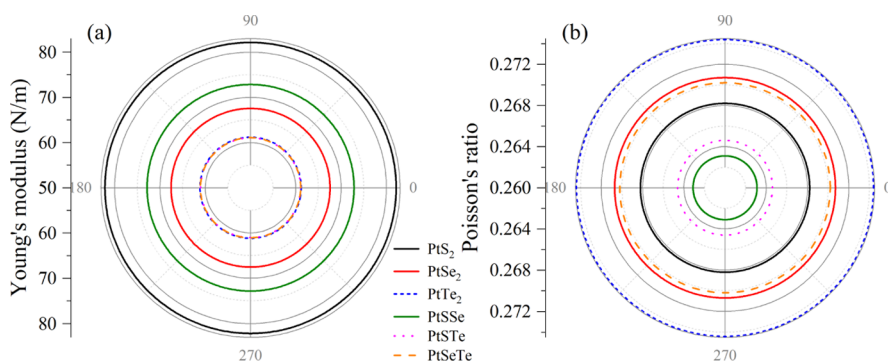 (a)
90
80
70
60
50
60
70
80
Young's modulus (N/m)
180
0
270
PtS2
PtSe2
PtTe2
PtSSe
PtSTe
PtSeTe
(b)
90
0.272
0.268
0.264
0.260
0.264
0.268
0.272
Poisson's ratio
180
0
270